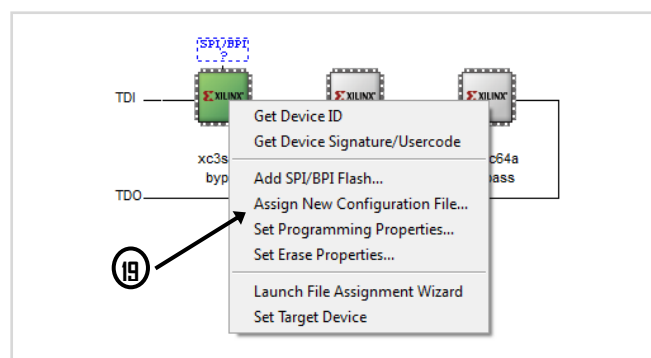 SPI/BPI
?
TDI
XILINX XILINX XILINX
Get Device ID
Get Device Signature/Usercode
xc3s c64a
byp ass
Add SPI/BPI Flash...
TDO
Assign New Configuration File...
Set Programming Properties...
Set Erase Properties...
19
Launch File Assignment Wizard
Set Target Device